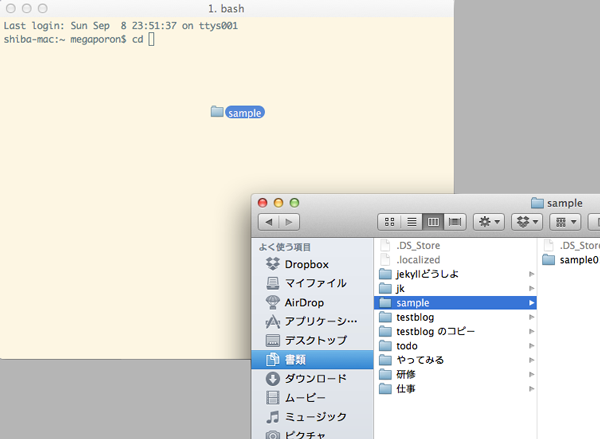 1. bash
Last login: Sun Sep  8 23:51:37 on ttys001
shiba-mac:~ megaporon$ cd
sample
sample
よく使う項目
Dropbox
マイファイル
AirDrop
アプリケーシ…
デスクトップ
書類
ダウンロード
ムービー
ミュージック
ピクチャ
.DS_Store
.localized
jekyllどうしよ
jk
sample
testblog
testblog のコピー
todo
やってみる
研修
仕事
.DS_Store
sample0